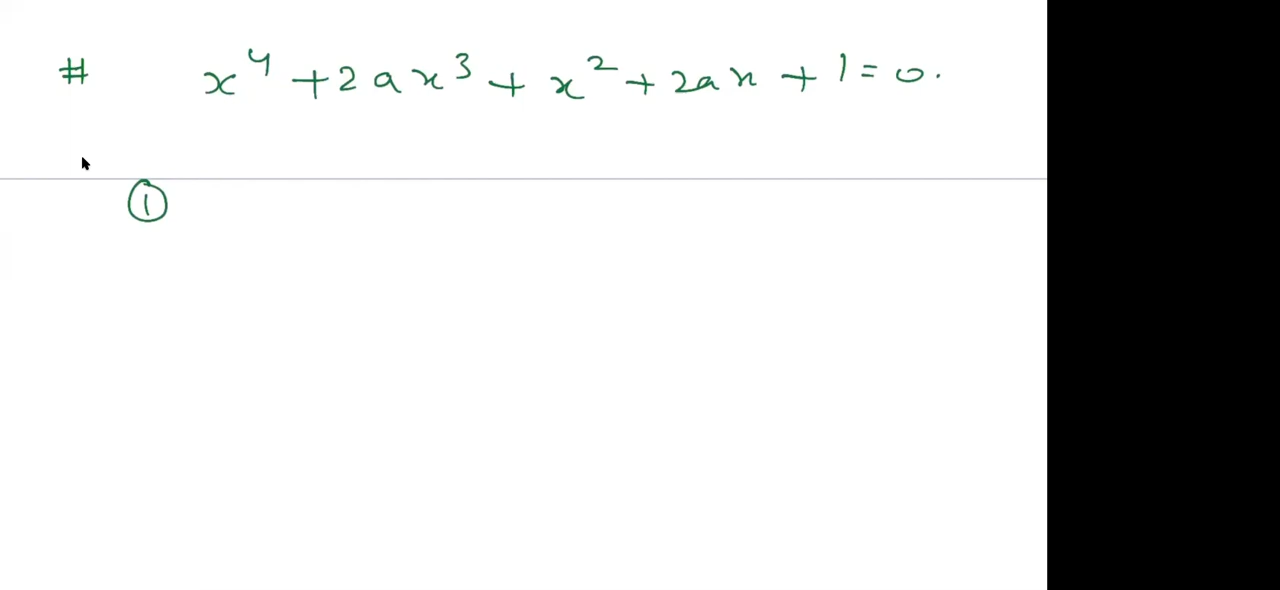 # x⁴ + 2ax³ + x² + 2ax + 1 = 0.
①